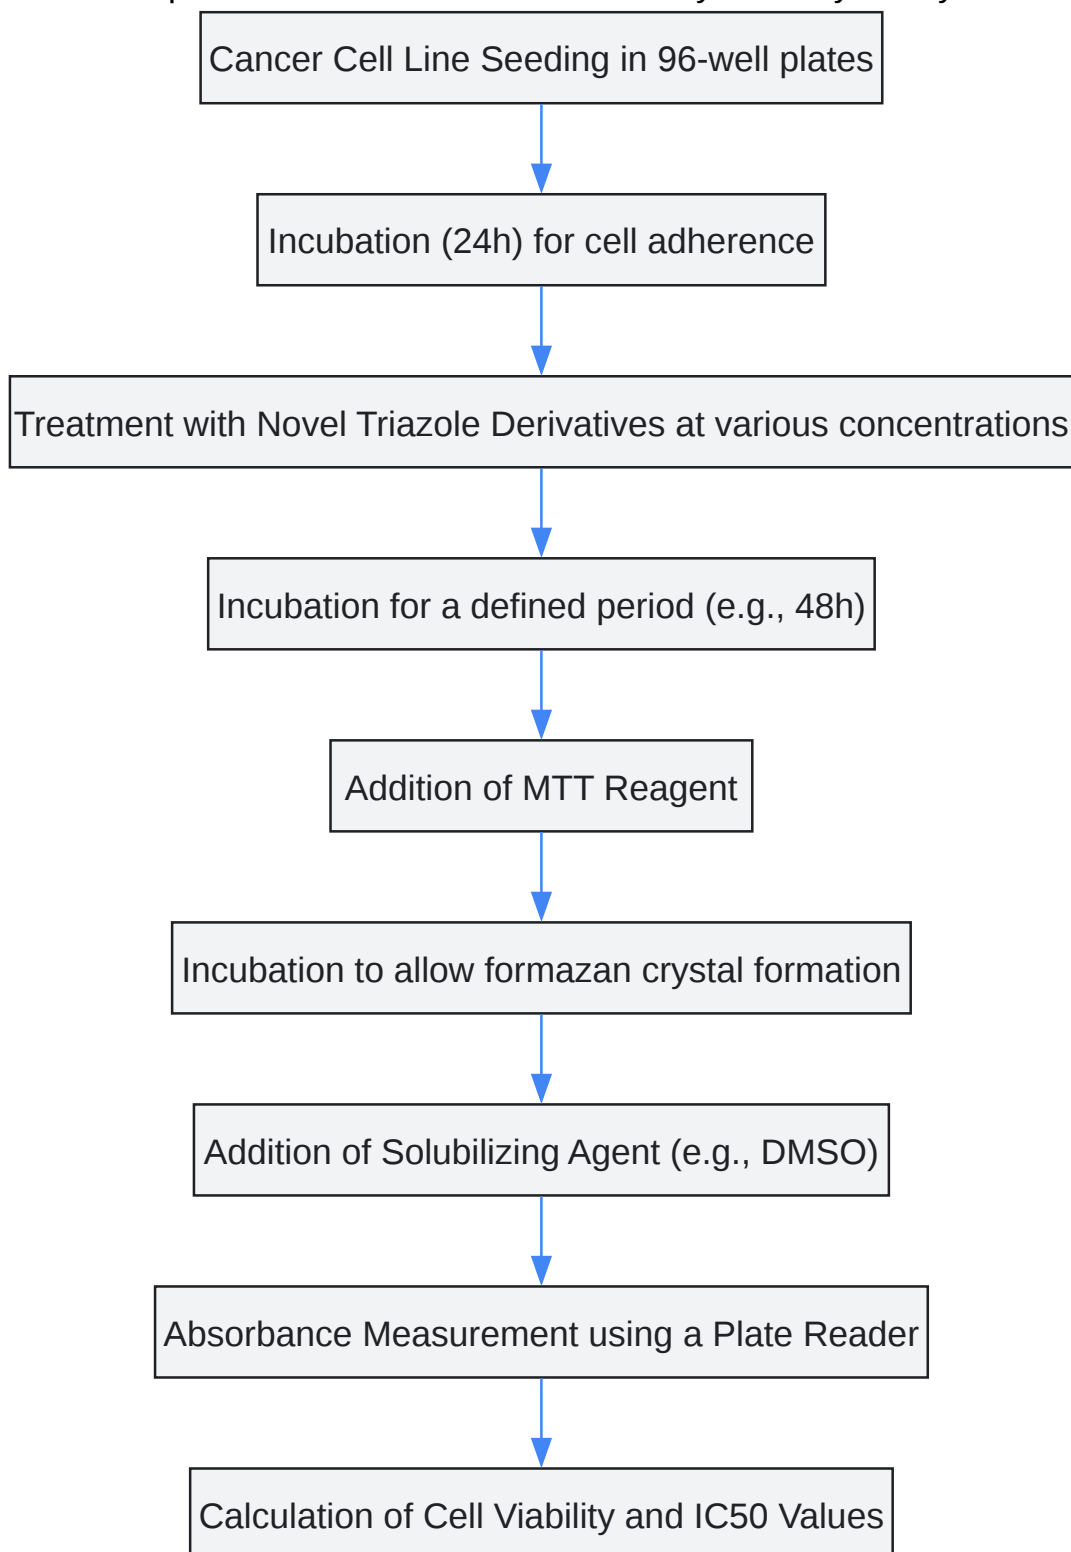 Cancer Cell Line Seeding in 96-well plates
Incubation (24h) for cell adherence
Treatment with Novel Triazole Derivatives at various concentrations
Incubation for a defined period (e.g., 48h)
Addition of MTT Reagent
Incubation to allow formazan crystal formation
Addition of Solubilizing Agent (e.g., DMSO)
Absorbance Measurement using a Plate Reader
Calculation of Cell Viability and IC50 Values